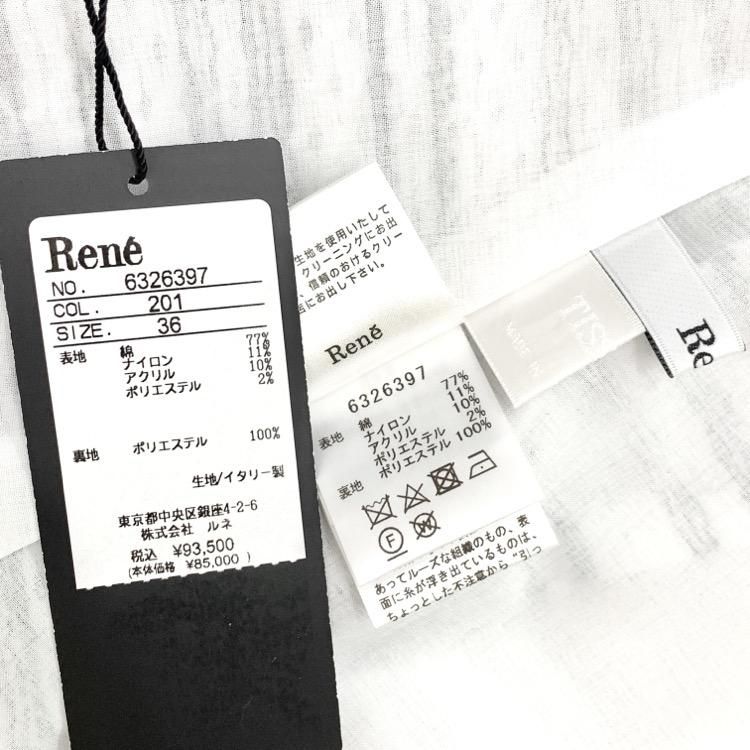 René
NO. 6326397
COL. 201
SIZE. 36
表地 綿 77%
ナイロン 11%
アクリル 10%
ポリエステル 2%
裏地 ポリエステル 100%
生地/イタリー製
東京都中央区銀座4-2-6
株式会社 ルネ
税込 ¥93,500
(本体価格 ¥85,000)
生地を使用いたして
クリーニングにお出
、信頼のおけるクリー
店にお出し下さい。
René
6326397
表地 綿 77%
ナイロン 11%
アクリル 10%
ポリエステル 2%
裏地 ポリエステル 100%
F
W
あってルーズな組織のもの、表
面に糸が浮き出ているものは、
ちょっとした不注意から“引っ
TISS
Re